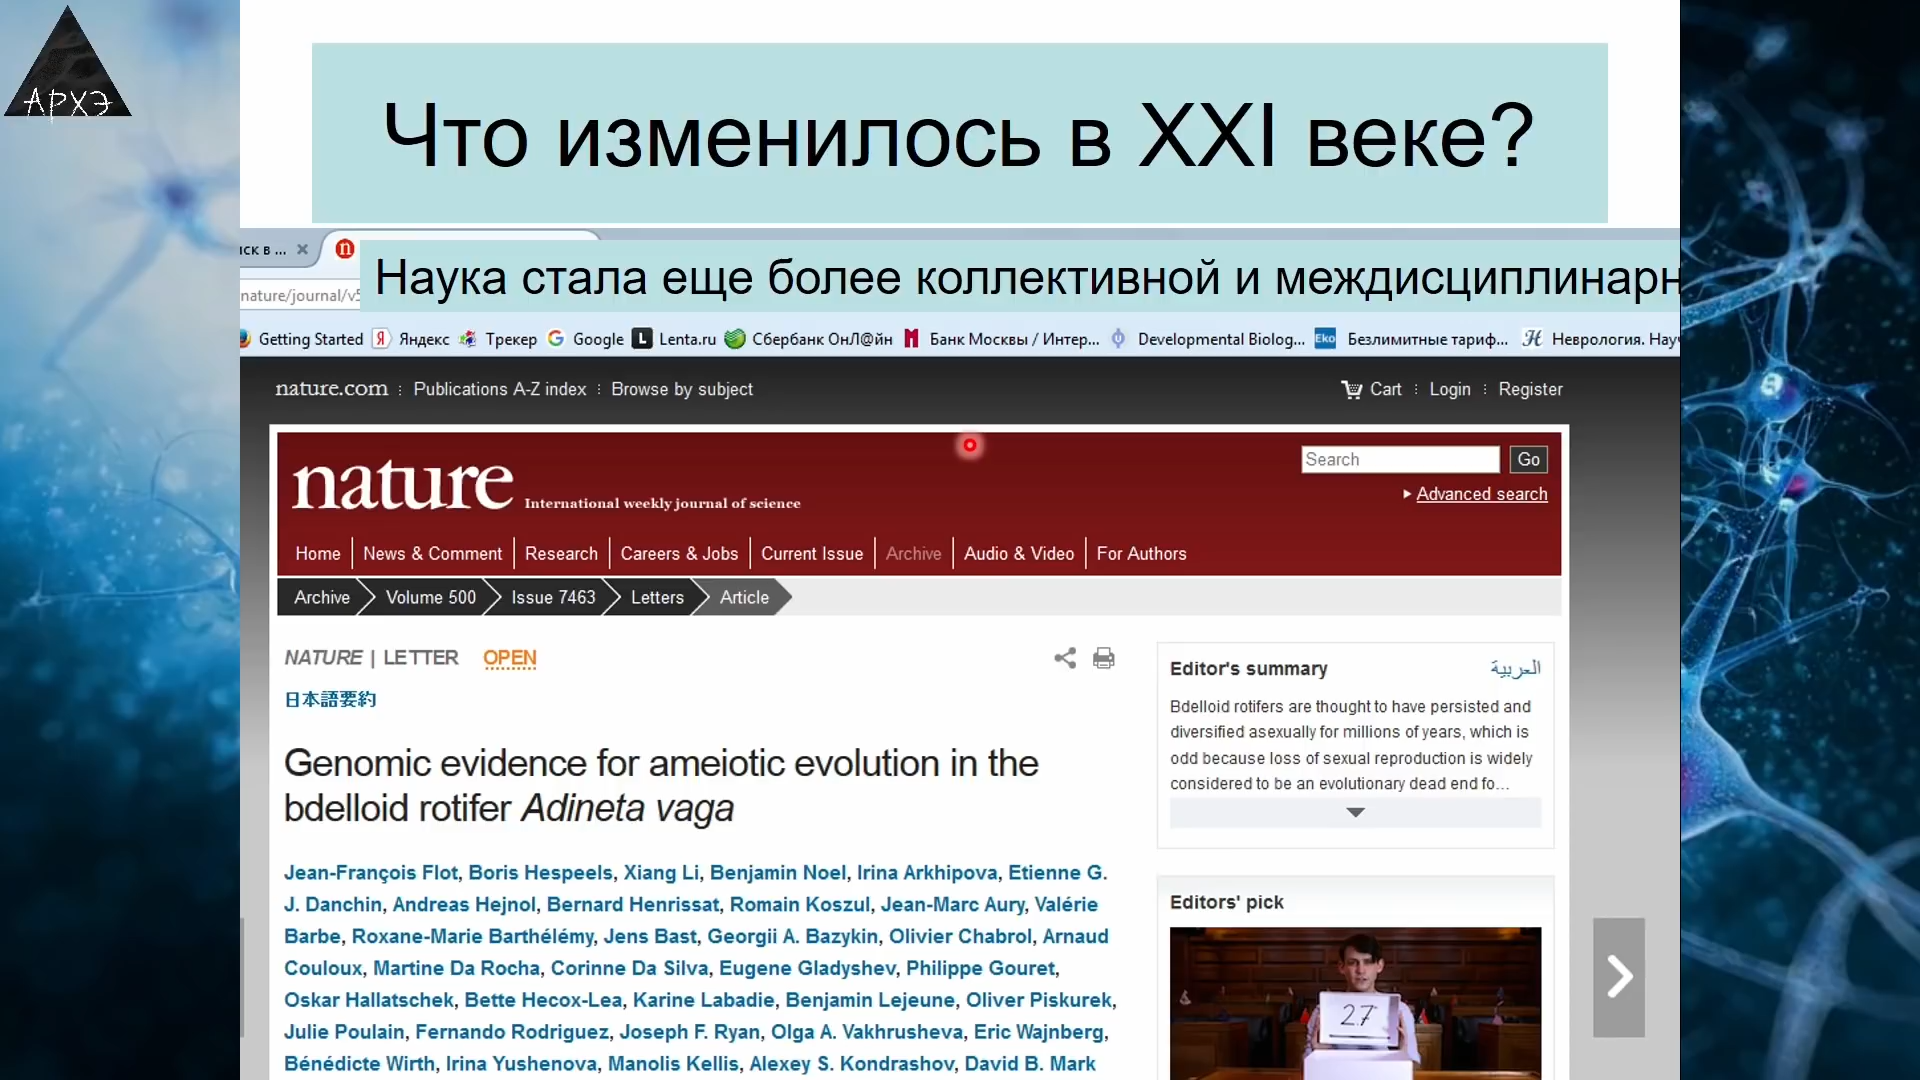 АРХЭ
Что изменилось в XXI веке?
Наука стала еще более коллективной и междисциплинарн
ск в ...
nature/journal/v5
Getting Started Яндекс Трекер Google Lenta.ru Сбербанк ОнЛ@йн Банк Москвы / Интер... Developmental Biolog... Eko Безлимитные тариф... Неврология. Нау
nature.com : Publications A-Z index : Browse by subject
Cart : Login : Register
nature International weekly journal of science
Search Go
Advanced search
Home News & Comment Research Careers & Jobs Current Issue Archive Audio & Video For Authors
Archive Volume 500 Issue 7463 Letters Article
NATURE | LETTER OPEN
日本語要約
Genomic evidence for ameiotic evolution in the
bdelloid rotifer Adineta vaga
Jean-François Flot, Boris Hespeels, Xiang Li, Benjamin Noel, Irina Arkhipova, Etienne G.
J. Danchin, Andreas Hejnol, Bernard Henrissat, Romain Koszul, Jean-Marc Aury, Valérie
Barbe, Roxane-Marie Barthélémy, Jens Bast, Georgii A. Bazykin, Olivier Chabrol, Arnaud
Couloux, Martine Da Rocha, Corinne Da Silva, Eugene Gladyshev, Philippe Gouret,
Oskar Hallatschek, Bette Hecox-Lea, Karine Labadie, Benjamin Lejeune, Oliver Piskurek,
Julie Poulain, Fernando Rodriguez, Joseph F. Ryan, Olga A. Vakhrusheva, Eric Wajnberg,
Bénédicte Wirth, Irina Yushenova, Manolis Kellis, Alexey S. Kondrashov, David B. Mark
Editor's summary العربية
Bdelloid rotifers are thought to have persisted and
diversified asexually for millions of years, which is
odd because loss of sexual reproduction is widely
considered to be an evolutionary dead end fo...
Editors' pick
27